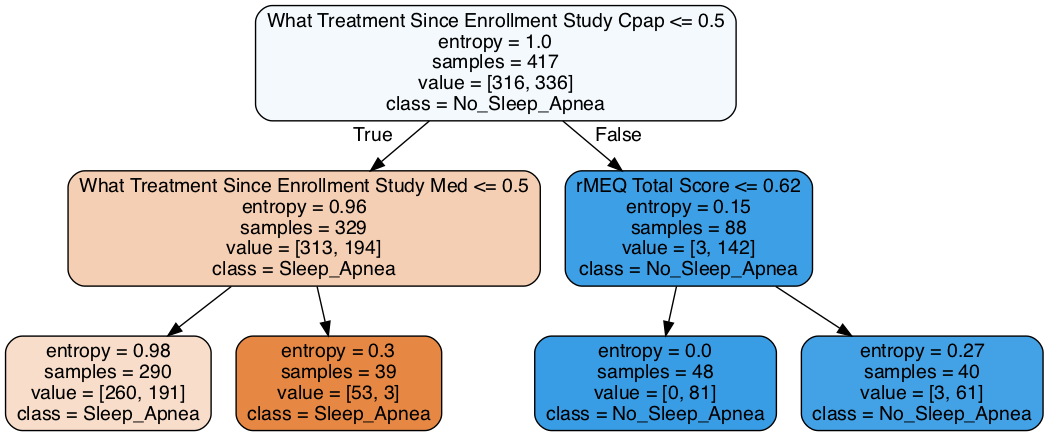 What Treatment Since Enrollment Study Cpap <= 0.5
entropy = 1.0
samples = 417
value = [316, 336]
class = No_Sleep_Apnea
True
False
What Treatment Since Enrollment Study Med <= 0.5
entropy = 0.96
samples = 329
value = [313, 194]
class = Sleep_Apnea
rMEQ Total Score <= 0.62
entropy = 0.15
samples = 88
value = [3, 142]
class = No_Sleep_Apnea
entropy = 0.98
samples = 290
value = [260, 191]
class = Sleep_Apnea
entropy = 0.3
samples = 39
value = [53, 3]
class = Sleep_Apnea
entropy = 0.0
samples = 48
value = [0, 81]
class = No_Sleep_Apnea
entropy = 0.27
samples = 40
value = [3, 61]
class = No_Sleep_Apnea